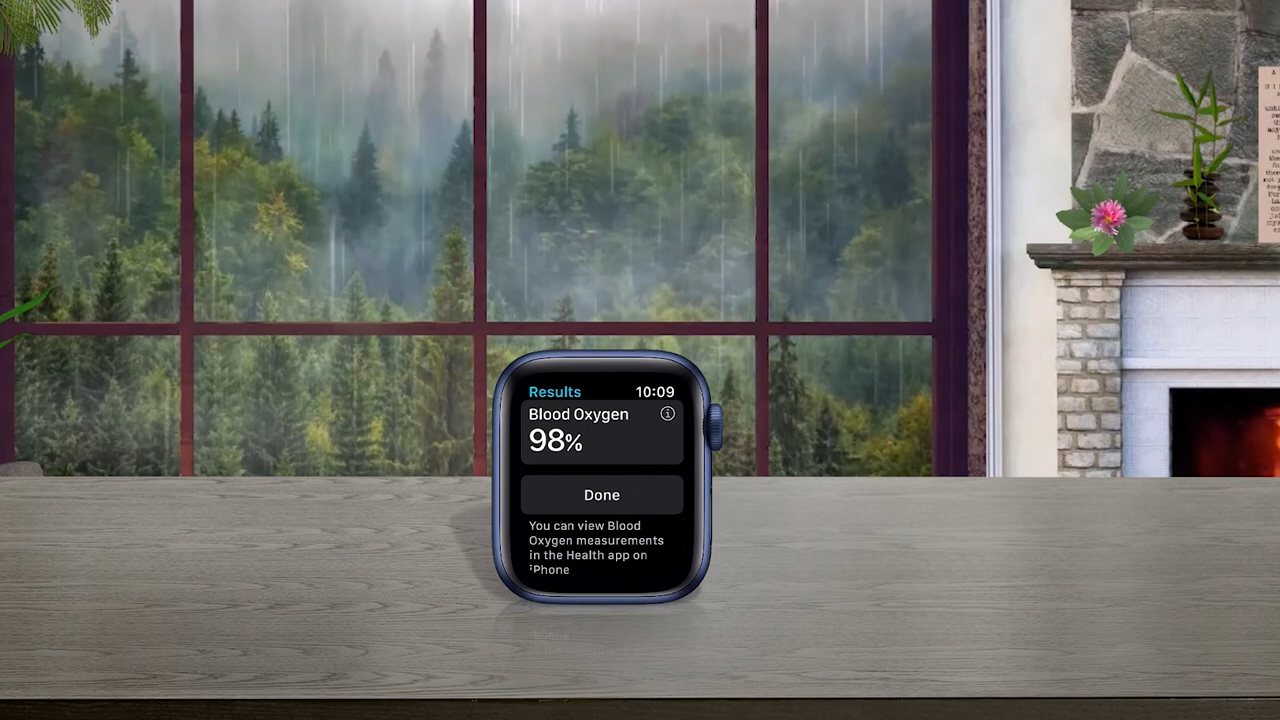 Results
10:09
Blood Oxygen
98%
Done
You can view Blood
Oxygen measurements
in the Health app on
iPhone